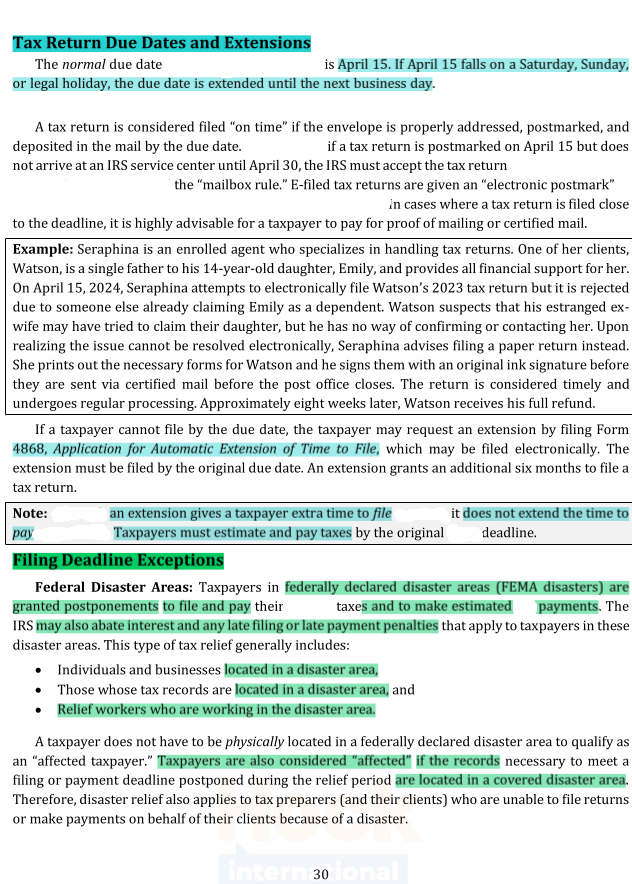 Tax Return Due Dates and Extensions
The normal due date is April 15. If April 15 falls on a Saturday, Sunday,
or legal holiday, the due date is extended until the next business day.
A tax return is considered filed “on time” if the envelope is properly addressed, postmarked, and
deposited in the mail by the due date. if a tax return is postmarked on April 15 but does
not arrive at an IRS service center until April 30, the IRS must accept the tax return
the “mailbox rule.” E-filed tax returns are given an “electronic postmark”
In cases where a tax return is filed close
to the deadline, it is highly advisable for a taxpayer to pay for proof of mailing or certified mail.
Example: Seraphina is an enrolled agent who specializes in handling tax returns. One of her clients,
Watson, is a single father to his 14-year-old daughter, Emily, and provides all financial support for her.
On April 15, 2024, Seraphina attempts to electronically file Watson’s 2023 tax return but it is rejected
due to someone else already claiming Emily as a dependent. Watson suspects that his estranged ex-
wife may have tried to claim their daughter, but he has no way of confirming or contacting her. Upon
realizing the issue cannot be resolved electronically, Seraphina advises filing a paper return instead.
She prints out the necessary forms for Watson and he signs them with an original ink signature before
they are sent via certified mail before the post office closes. The return is considered timely and
undergoes regular processing. Approximately eight weeks later, Watson receives his full refund.
If a taxpayer cannot file by the due date, the taxpayer may request an extension by filing Form
4868, Application for Automatic Extension of Time to File, which may be filed electronically. The
extension must be filed by the original due date. An extension grants an additional six months to file a
tax return.
Note: an extension gives a taxpayer extra time to file it does not extend the time to
pay Taxpayers must estimate and pay taxes by the original deadline.
Filing Deadline Exceptions
Federal Disaster Areas: Taxpayers in federally declared disaster areas (FEMA disasters) are
granted postponements to file and pay their taxes and to make estimated payments. The
IRS may also abate interest and any late filing or late payment penalties that apply to taxpayers in these
disaster areas. This type of tax relief generally includes:
• Individuals and businesses located in a disaster area,
• Those whose tax records are located in a disaster area, and
• Relief workers who are working in the disaster area.
A taxpayer does not have to be physically located in a federally declared disaster area to qualify as
an “affected taxpayer.” Taxpayers are also considered “affected” if the records necessary to meet a
filing or payment deadline postponed during the relief period are located in a covered disaster area.
Therefore, disaster relief also applies to tax preparers (and their clients) who are unable to file returns
or make payments on behalf of their clients because of a disaster.
Hock
international
30